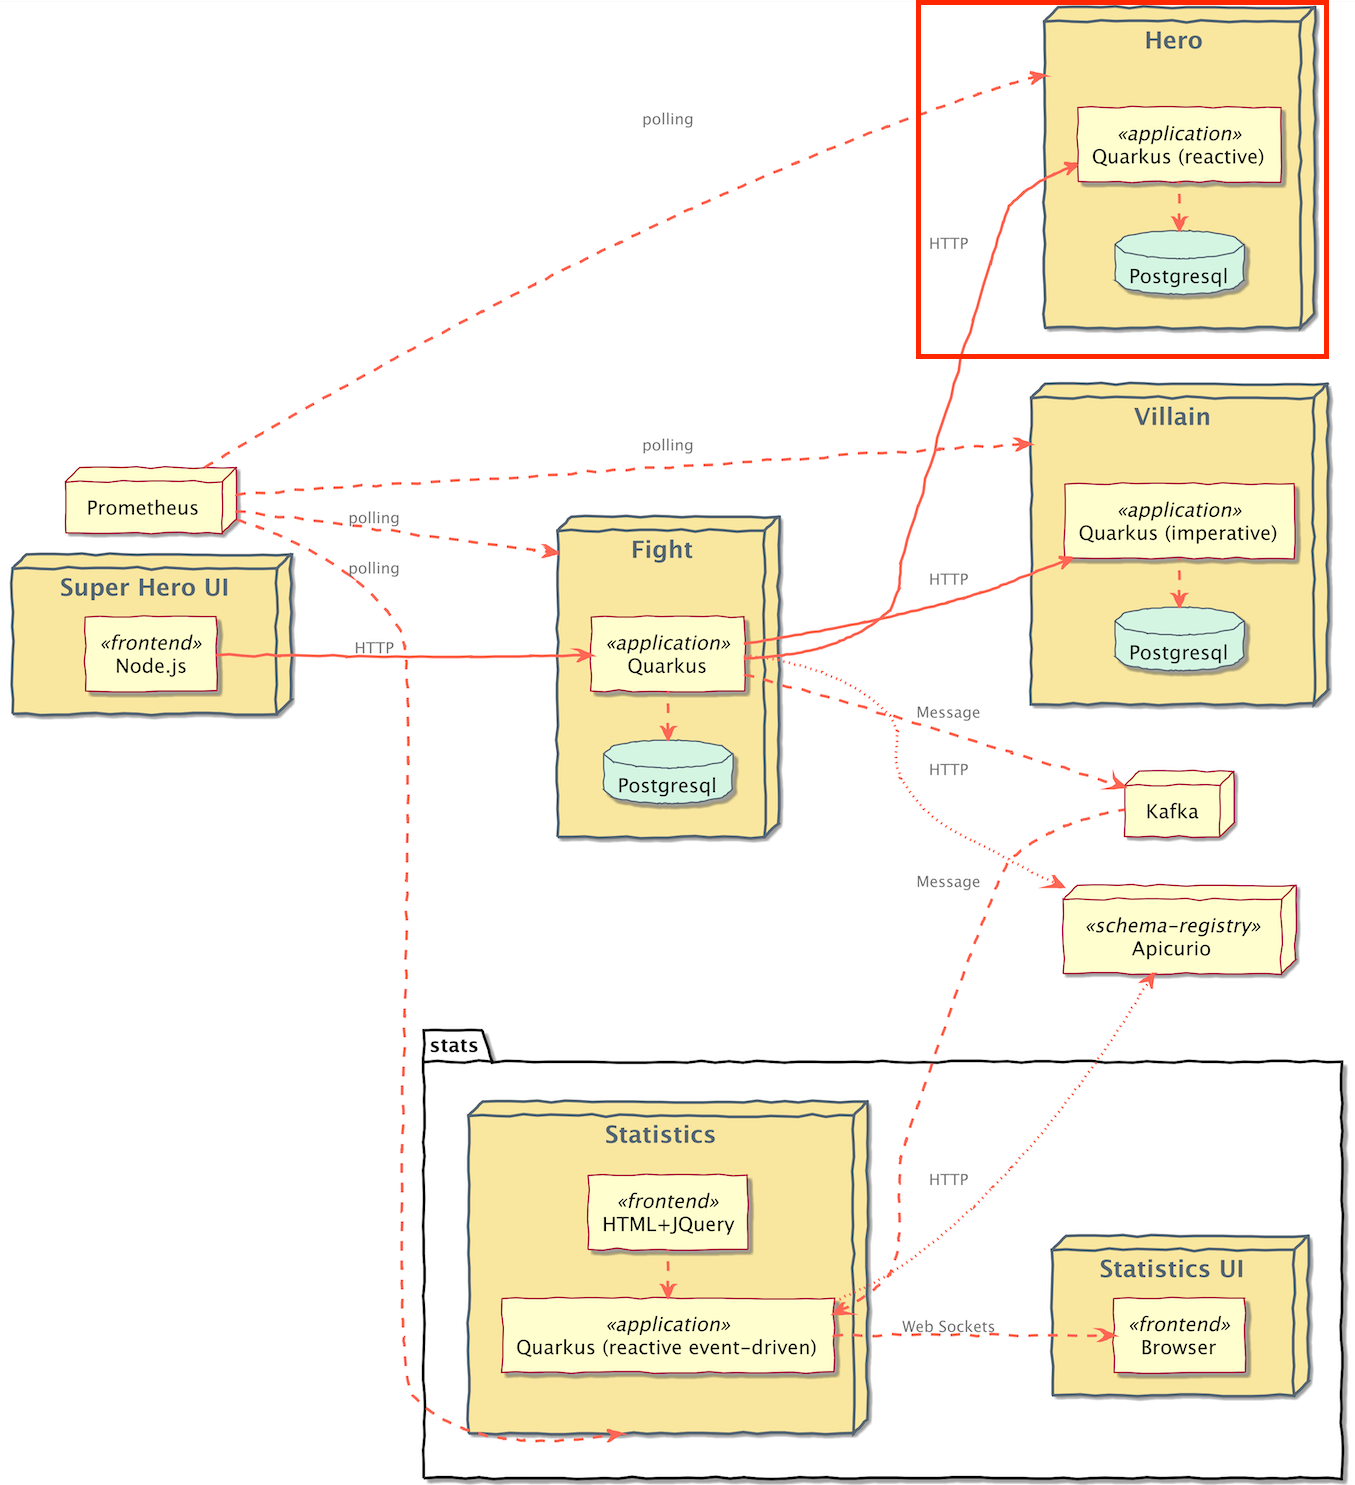 Hero
polling
«application»
Quarkus (reactive)
HTTP
Postgresql
Villain
polling
Prometheus
«application»
Quarkus (imperative)
polling
Fight
polling
Super Hero UI
HTTP
«frontend»
Node.js
HTTP
«application»
Quarkus
Postgresql
Message
HTTP
Postgresql
Kafka
Message
«schema-registry»
Apicurio
stats
Statistics
HTTP
«frontend»
HTML+JQuery
Statistics UI
«application»
Quarkus (reactive event-driven)
Web Sockets
«frontend»
Browser